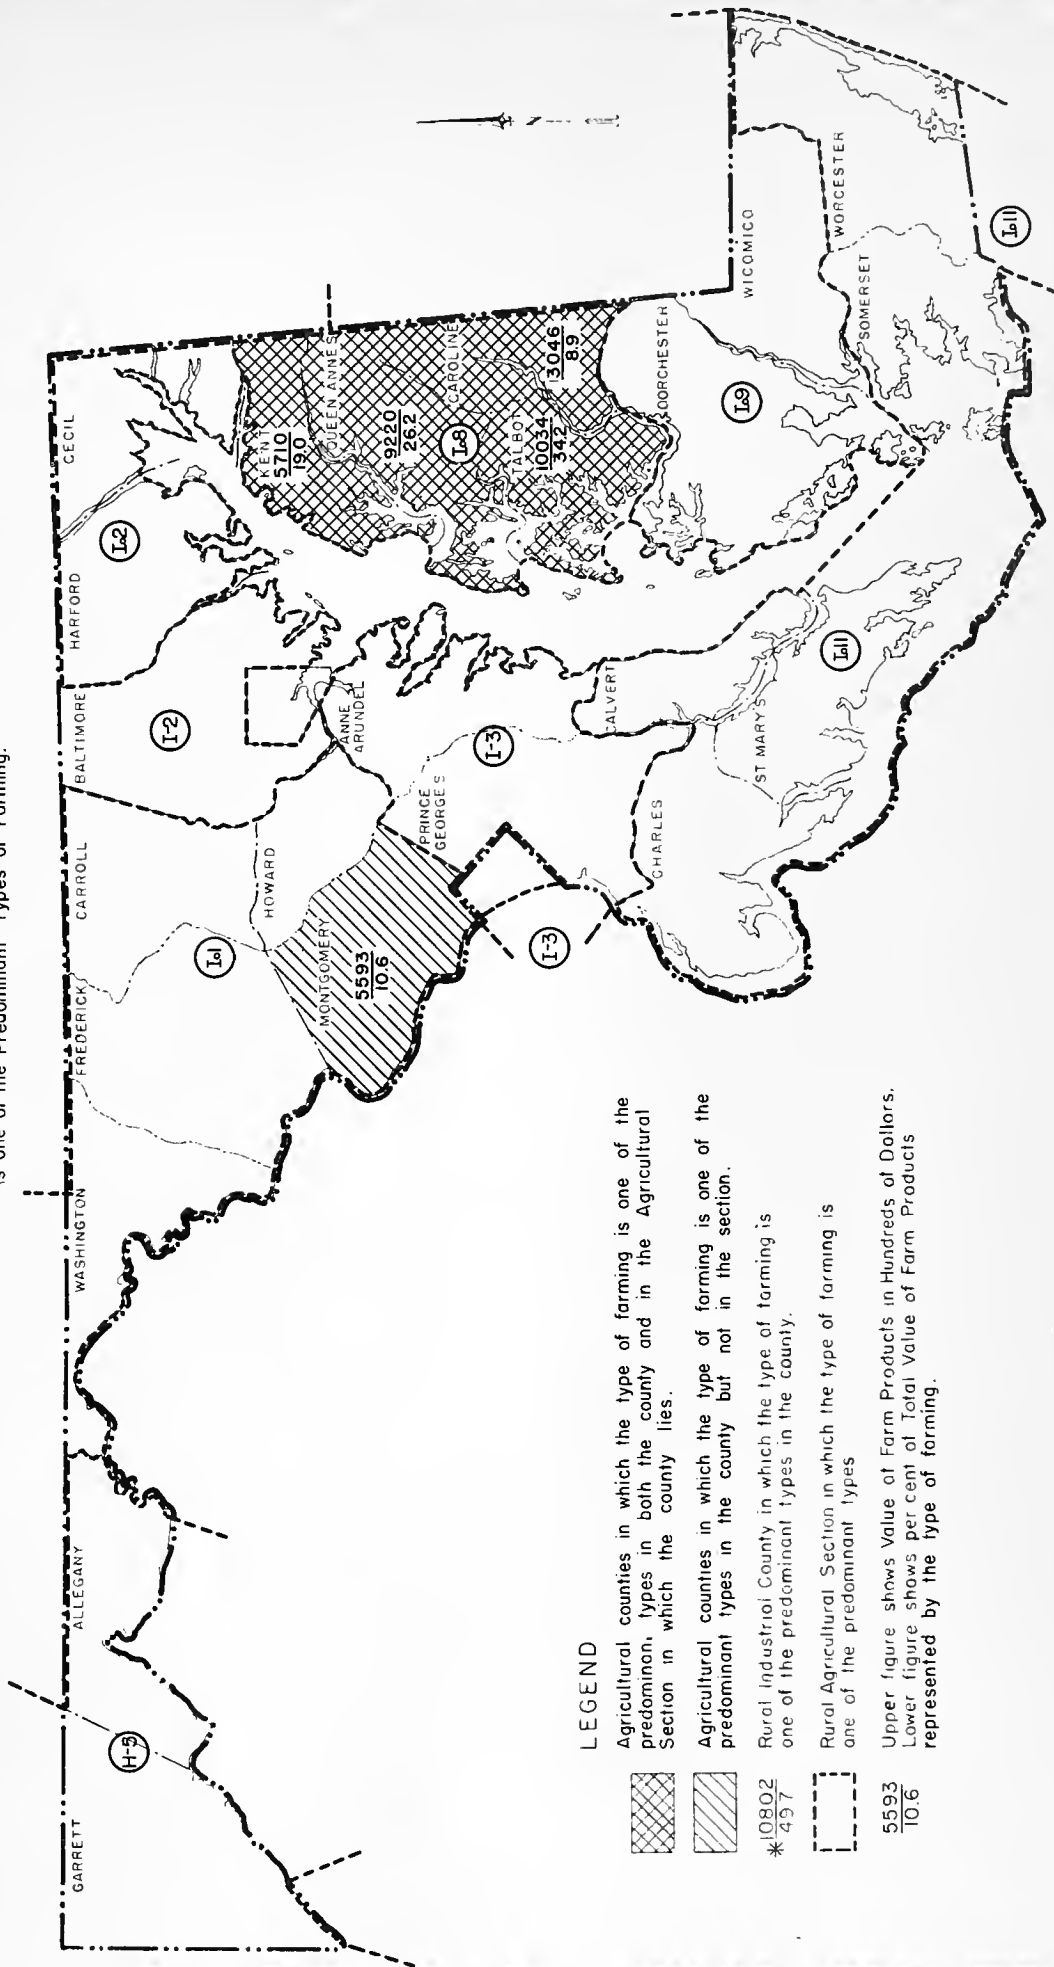 is one of the Predominant Types of Farming.
GARRETT
ALLEGANY
WASHINGTON
FREDERICK
CARROLL
BALTIMORE
HARFORD
CECIL
H-5
I-2
HOWARD
MONTGOMERY
5593
10.6
ANNE
ARUNDEL
PRINCE
GEORGES
I-3
I-3
CALVERT
CHARLES
ST MARYS
KENT
5710
19.0
QUEEN ANNES
9220
26.2
CAROLINE
TALBOT
10034
34.2
3046
8.9
DORCHESTER
WICOMICO
WORCESTER
SOMERSET
LEGEND
Agricultural counties in which the type of farming is one of the
predominant types in both the county and in the Agricultural
Section in which the county lies.
Agricultural counties in which the type of farming is one of the
predominant types in the county but not in the section.
*10802
497
Rural Industrial County in which the type of farming is
one of the predominant types in the county.
Rural Agricultural Section in which the type of farming is
one of the predominant types
5593
10.6
Upper figure shows Value of Farm Products in Hundreds of Dollars.
Lower figure shows per cent of Total Value of Farm Products
represented by the type of farming.